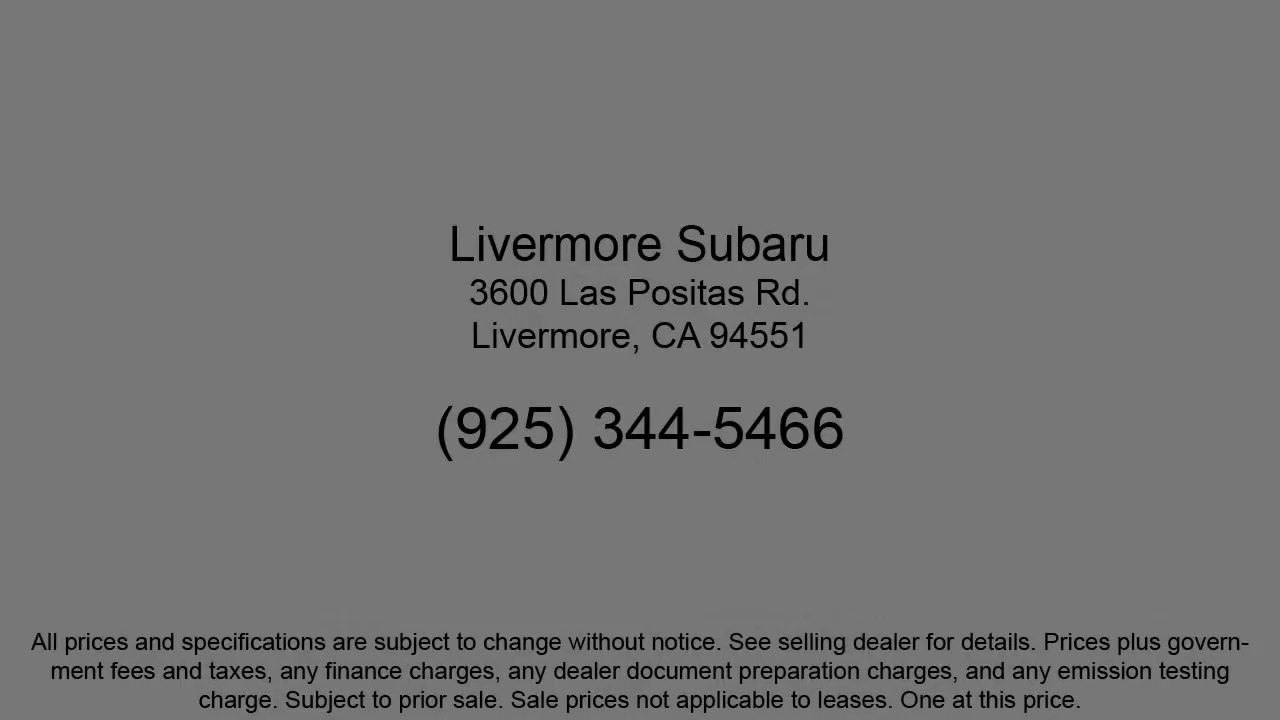 Livermore Subaru
3600 Las Positas Rd.
Livermore, CA 94551
(925) 344-5466
All prices and specifications are subject to change without notice. See selling dealer for details. Prices plus govern-
ment fees and taxes, any finance charges, any dealer document preparation charges, and any emission testing
charge. Subject to prior sale. Sale prices not applicable to leases. One at this price.